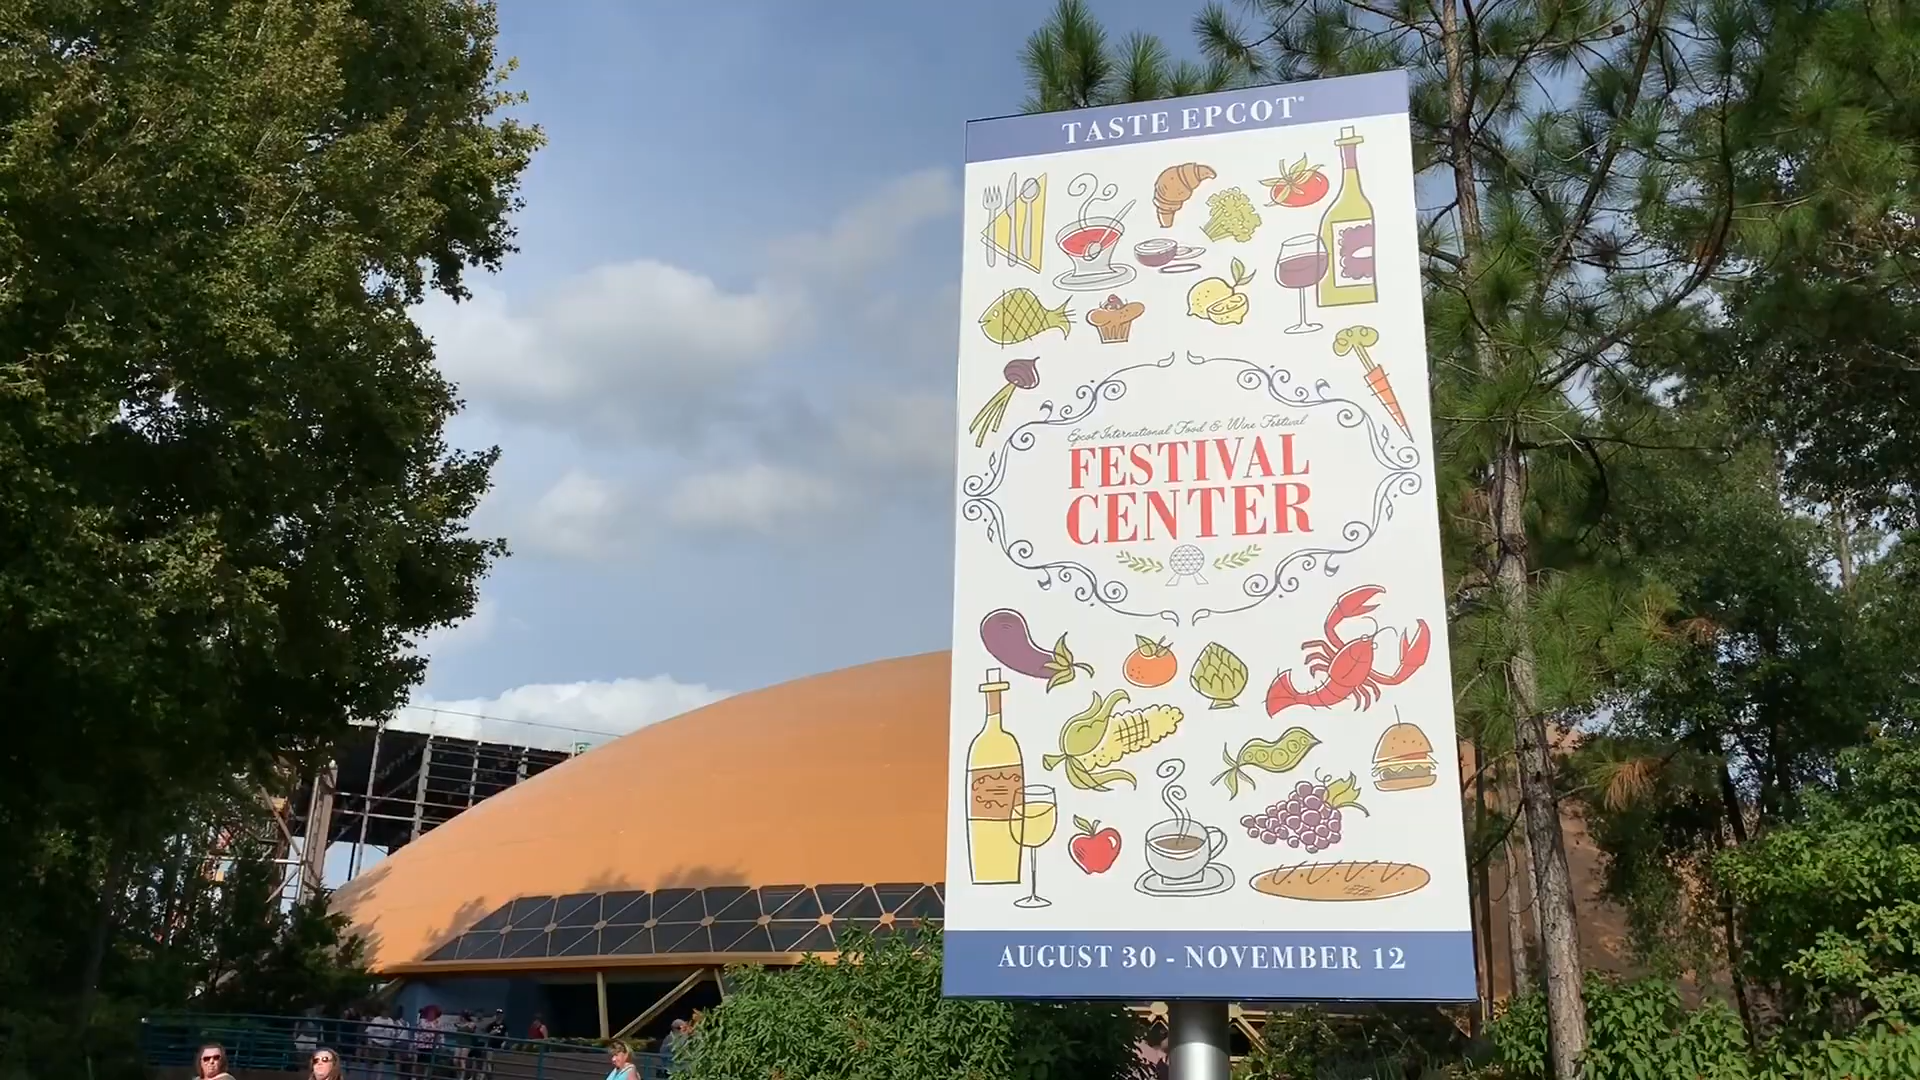 TASTE EPCOT®
Epcot International Food & Wine Festival
FESTIVAL
CENTER
AUGUST 30 - NOVEMBER 12